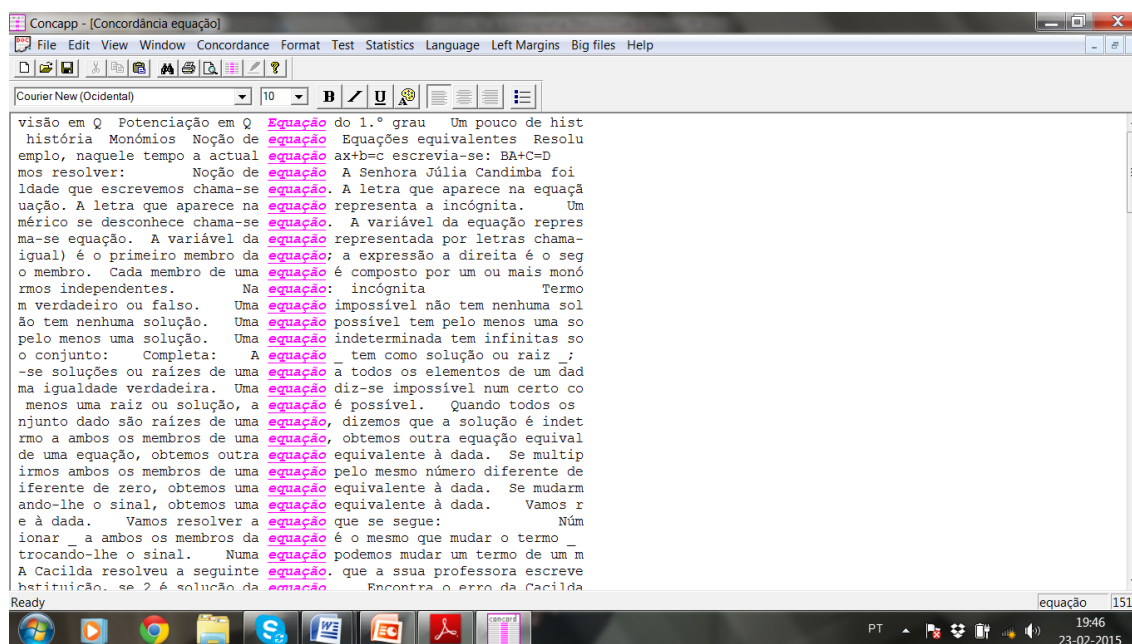 Concapp - [Concordância equação]
File Edit View Window Concordance Format Test Statistics Language Left Margins Big files Help
Courier New (Ocidental) 10 B I U
visão em Q Potenciação em Q Equação do 1.º grau Um pouco de hist
história Monómios Noção de equação Equações equivalentes Resolu
emplo, naquele tempo a actual equação ax+b=c escrevia-se: BA+C=D
mos resolver: Noção de equação A Senhora Júlia Candimba foi
ldade que escrevemos chama-se equação. A letra que aparece na equaçã
uação. A letra que aparece na equação representa a incógnita. Um
mérico se desconhece chama-se equação. A variável da equação repres
ma-se equação. A variável da equação representada por letras chama-
igual) é o primeiro membro da equação; a expressão a direita é o seg
o membro. Cada membro de uma equação é composto por um ou mais monó
rmos independentes. Na equação: incógnita Termo
m verdadeiro ou falso. Uma equação impossível não tem nenhuma sol
ão tem nenhuma solução. Uma equação possível tem pelo menos uma so
pelo menos uma solução. Uma equação indeterminada tem infinitas so
o conjunto: Completa: A equação _ tem como solução ou raiz _;
-se soluções ou raízes de uma equação a todos os elementos de um dad
ma igualdade verdadeira. Uma equação diz-se impossível num certo co
menos uma raiz ou solução, a equação é possível. Quando todos os
njunto dado são raízes de uma equação, dizemos que a solução é indet
rmo a ambos os membros de uma equação, obtemos outra equação equival
de uma equação, obtemos outra equação equivalente à dada. Se multip
irmos ambos os membros de uma equação pelo mesmo número diferente de
iferente de zero, obtemos uma equação equivalente à dada. Se mudarm
ando-lhe o sinal, obtemos uma equação equivalente à dada. Vamos r
e à dada. Vamos resolver a equação que se segue: Núm
ionar _ a ambos os membros da equação é o mesmo que mudar o termo _
trocando-lhe o sinal. Numa equação podemos mudar um termo de um m
A Cacilda resolveu a seguinte equação. que a ssua professora escreve
bstituição, se 2 é solução da equação Encontra o erro da Cacilda
Ready equação 151
PT 19:46
23-02-2015